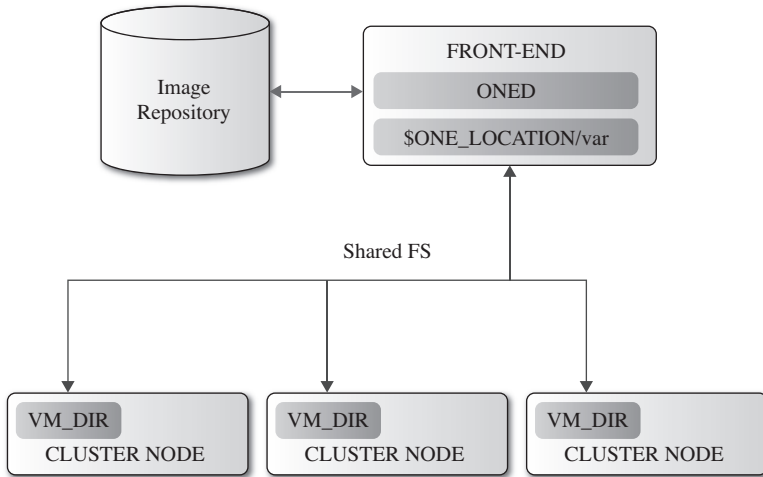 Image
Repository
FRONT-END
ONED
$ONE_LOCATION/var
Shared FS
VM_DIR
CLUSTER NODE
VM_DIR
CLUSTER NODE
VM_DIR
CLUSTER NODE